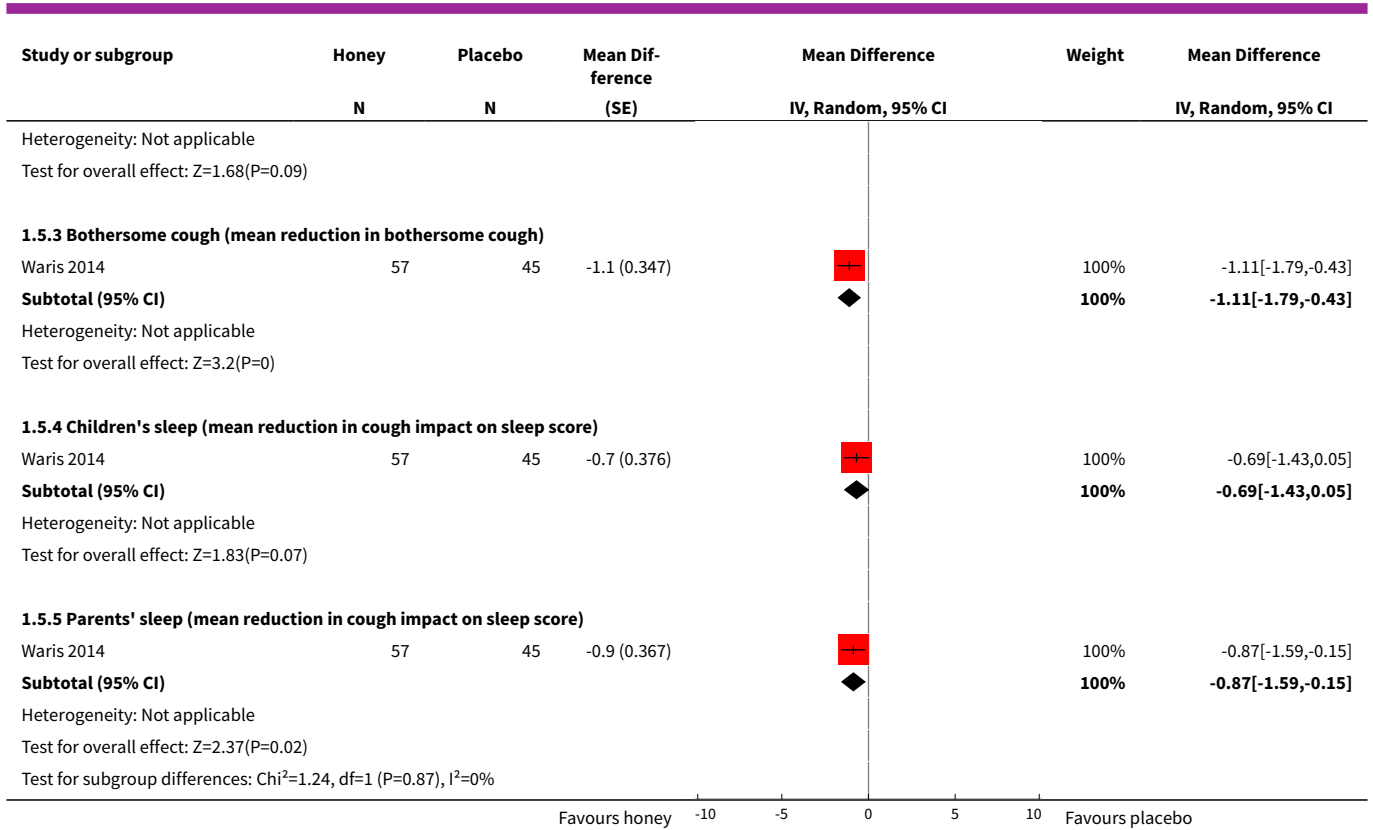 Study or subgroup Honey Placebo Mean Dif- Mean Difference Weight Mean Difference
ference
N N (SE) IV, Random, 95% CI IV, Random, 95% CI
Heterogeneity: Not applicable
Test for overall effect: Z=1.68(P=0.09)
1.5.3 Bothersome cough (mean reduction in bothersome cough)
Waris 2014 57 45 -1.1 (0.347) 100% -1.11[-1.79,-0.43]
Subtotal (95% CI) 100% -1.11[-1.79,-0.43]
Heterogeneity: Not applicable
Test for overall effect: Z=3.2(P=0)
1.5.4 Children's sleep (mean reduction in cough impact on sleep score)
Waris 2014 57 45 -0.7 (0.376) 100% -0.69[-1.43,0.05]
Subtotal (95% CI) 100% -0.69[-1.43,0.05]
Heterogeneity: Not applicable
Test for overall effect: Z=1.83(P=0.07)
1.5.5 Parents' sleep (mean reduction in cough impact on sleep score)
Waris 2014 57 45 -0.9 (0.367) 100% -0.87[-1.59,-0.15]
Subtotal (95% CI) 100% -0.87[-1.59,-0.15]
Heterogeneity: Not applicable
Test for overall effect: Z=2.37(P=0.02)
Test for subgroup differences: Chi²=1.24, df=1 (P=0.87), I²=0%
Favours honey -10 -5 0 5 10 Favours placebo